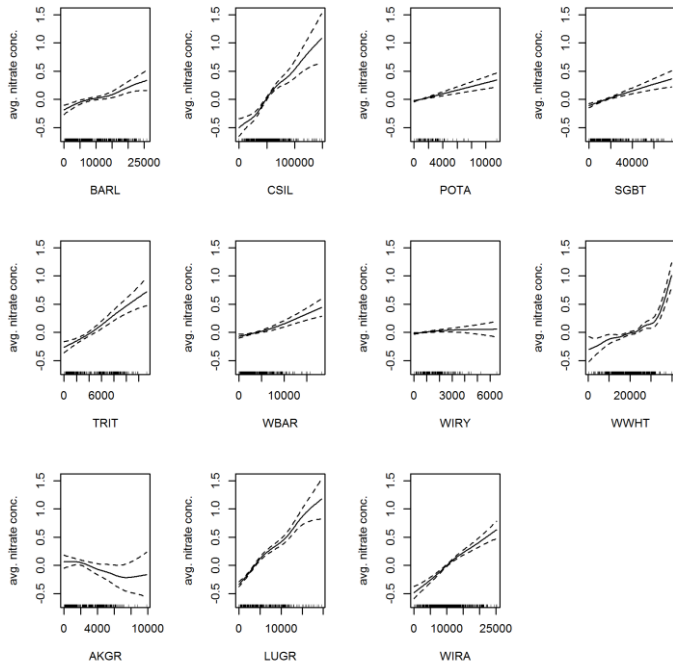 avg. nitrate conc.
-0.5 0.0 0.5 1.0 1.5
0 10000 25000
BARL
avg. nitrate conc.
-0.5 0.0 0.5 1.0 1.5
0 100000
CSIL
avg. nitrate conc.
-0.5 0.0 0.5 1.0 1.5
0 4000 10000
POTA
avg. nitrate conc.
-0.5 0.0 0.5 1.0 1.5
0 40000
SGBT
avg. nitrate conc.
-0.5 0.0 0.5 1.0 1.5
0 6000
TRIT
avg. nitrate conc.
-0.5 0.0 0.5 1.0 1.5
0 10000
WBAR
avg. nitrate conc.
-0.5 0.0 0.5 1.0 1.5
0 2000 4000 6000
WIRY
avg. nitrate conc.
-0.5 0.0 0.5 1.0 1.5
0 20000
WWHT
avg. nitrate conc.
-0.5 0.0 0.5 1.0 1.5
0 4000 10000
AKGR
avg. nitrate conc.
-0.5 0.0 0.5 1.0 1.5
0 10000
LUGR
avg. nitrate conc.
-0.5 0.0 0.5 1.0 1.5
0 10000 25000
WIRA